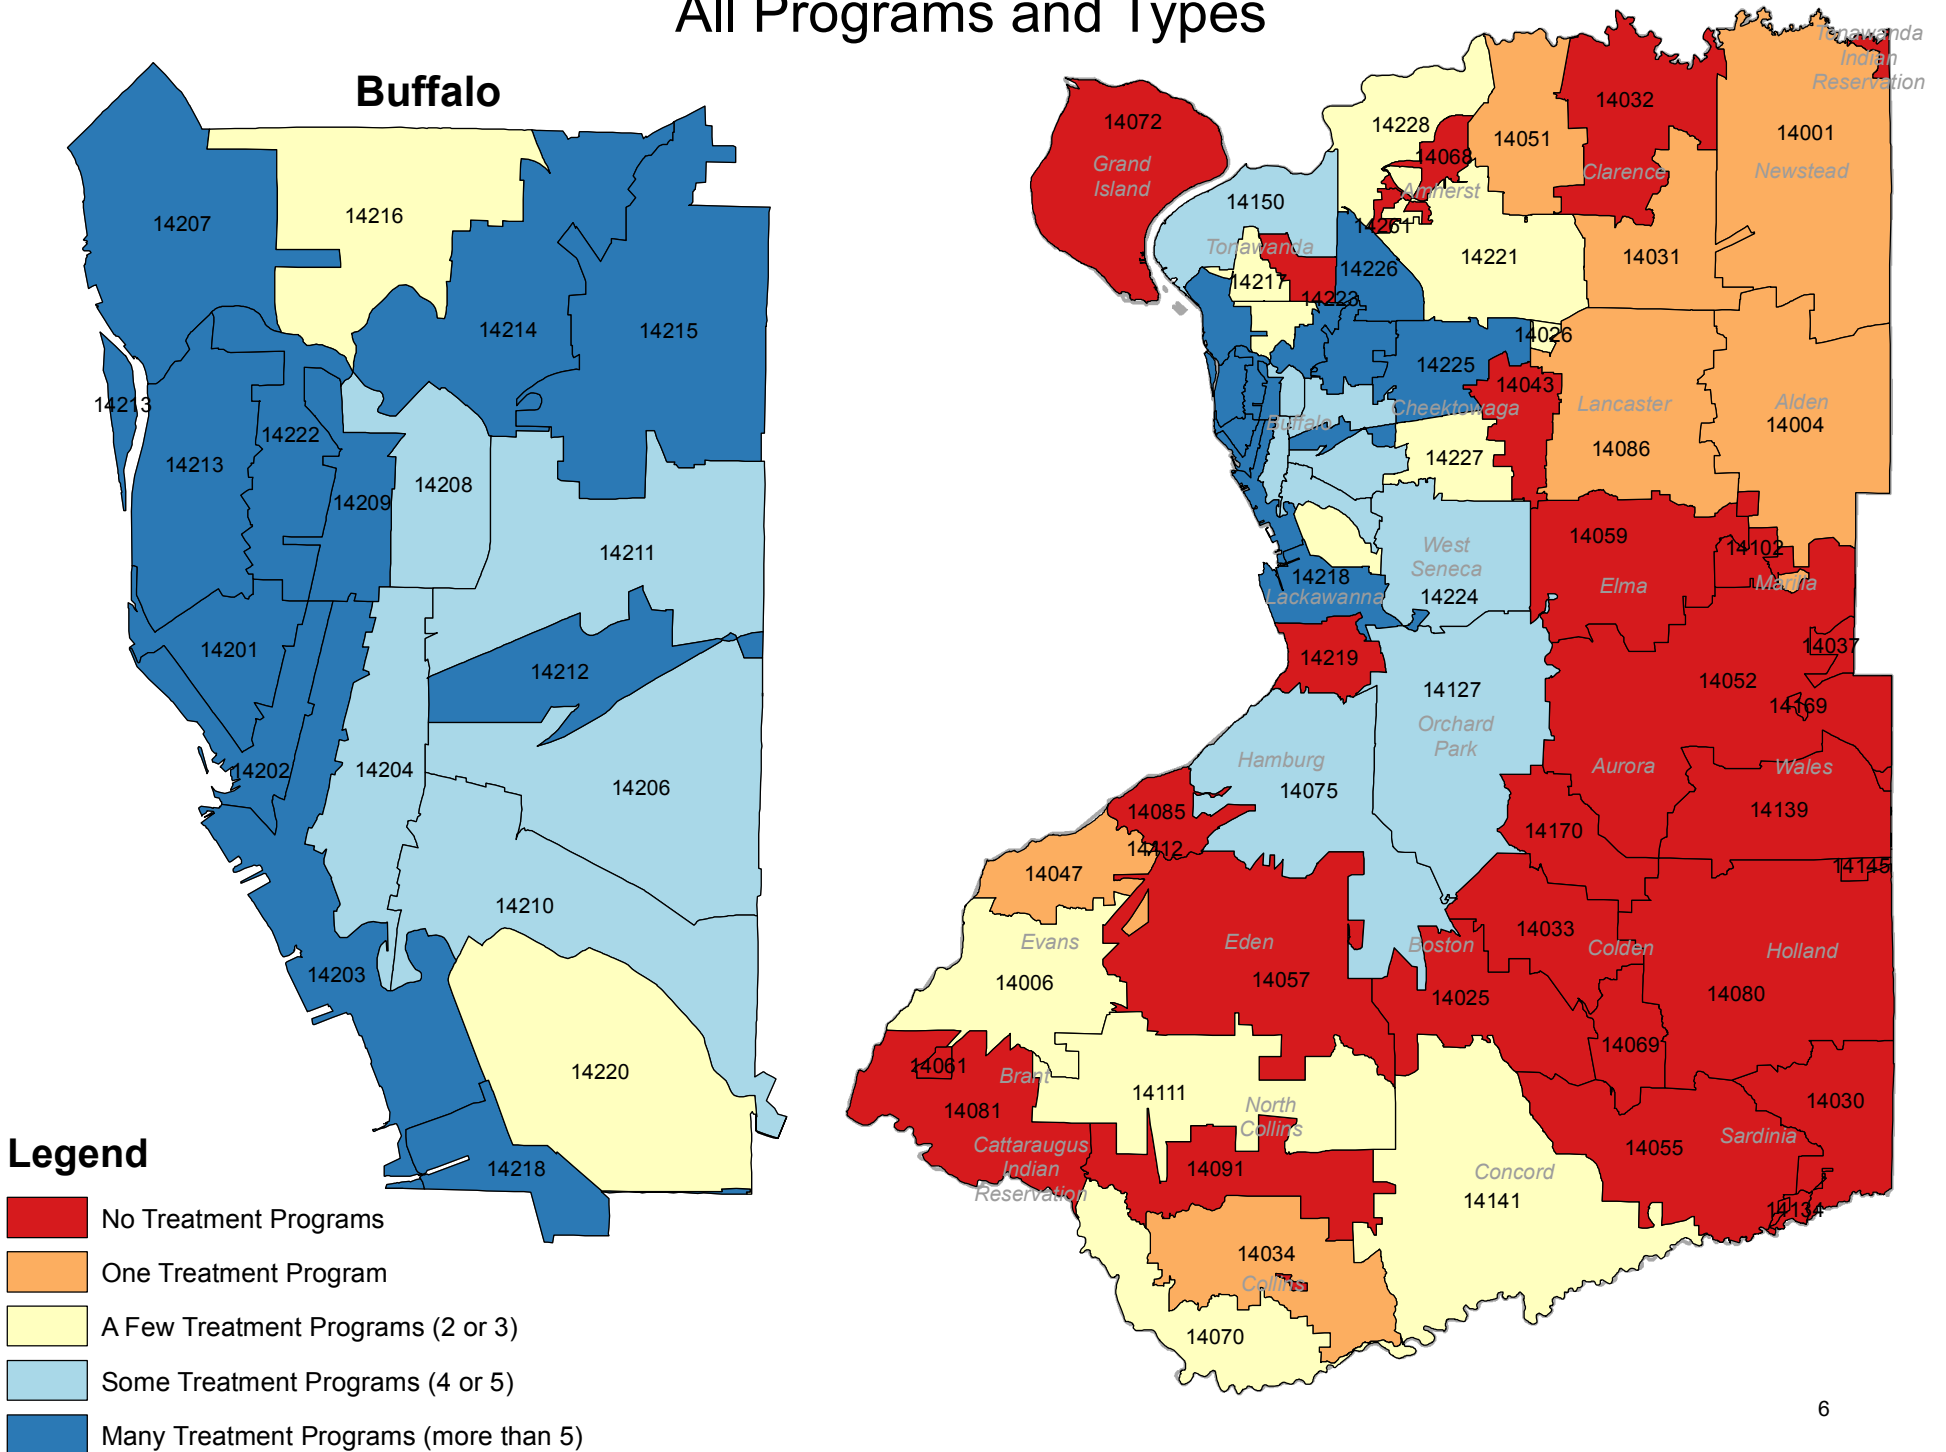 All Programs and Types
Buffalo
14207
14216
14214
14215
14213
14222
14213
14209
14208
14211
14201
14212
14202
14204
14206
14210
14203
14220
14218
Legend
No Treatment Programs
One Treatment Program
A Few Treatment Programs (2 or 3)
Some Treatment Programs (4 or 5)
Many Treatment Programs (more than 5)
Tonawanda
Indian
Reservation
14072
Grand
Island
14228
14068
14051
14032
14001
Clarence
Newstead
Amherst
14150
14261
Tonawanda
14217
14223
14226
14221
14031
14026
14225
14043
Cheektowaga
Buffalo
Lancaster
14086
Alden
14004
14227
West
Seneca
14224
14059
Elma
14102
Marilla
14218
Lackawanna
14219
14037
14052
14169
14127
Orchard
Park
Hamburg
14075
Aurora
Wales
14139
14085
14112
14170
14145
14047
Evans
14006
Eden
14057
Boston
14033
Colden
Holland
14025
14080
14069
14061
Brant
14081
14111
North
Collins
14030
Sardinia
14055
Cattaraugus
Indian
Reservation
14091
Concord
14141
14134
14034
Collins
14070
6